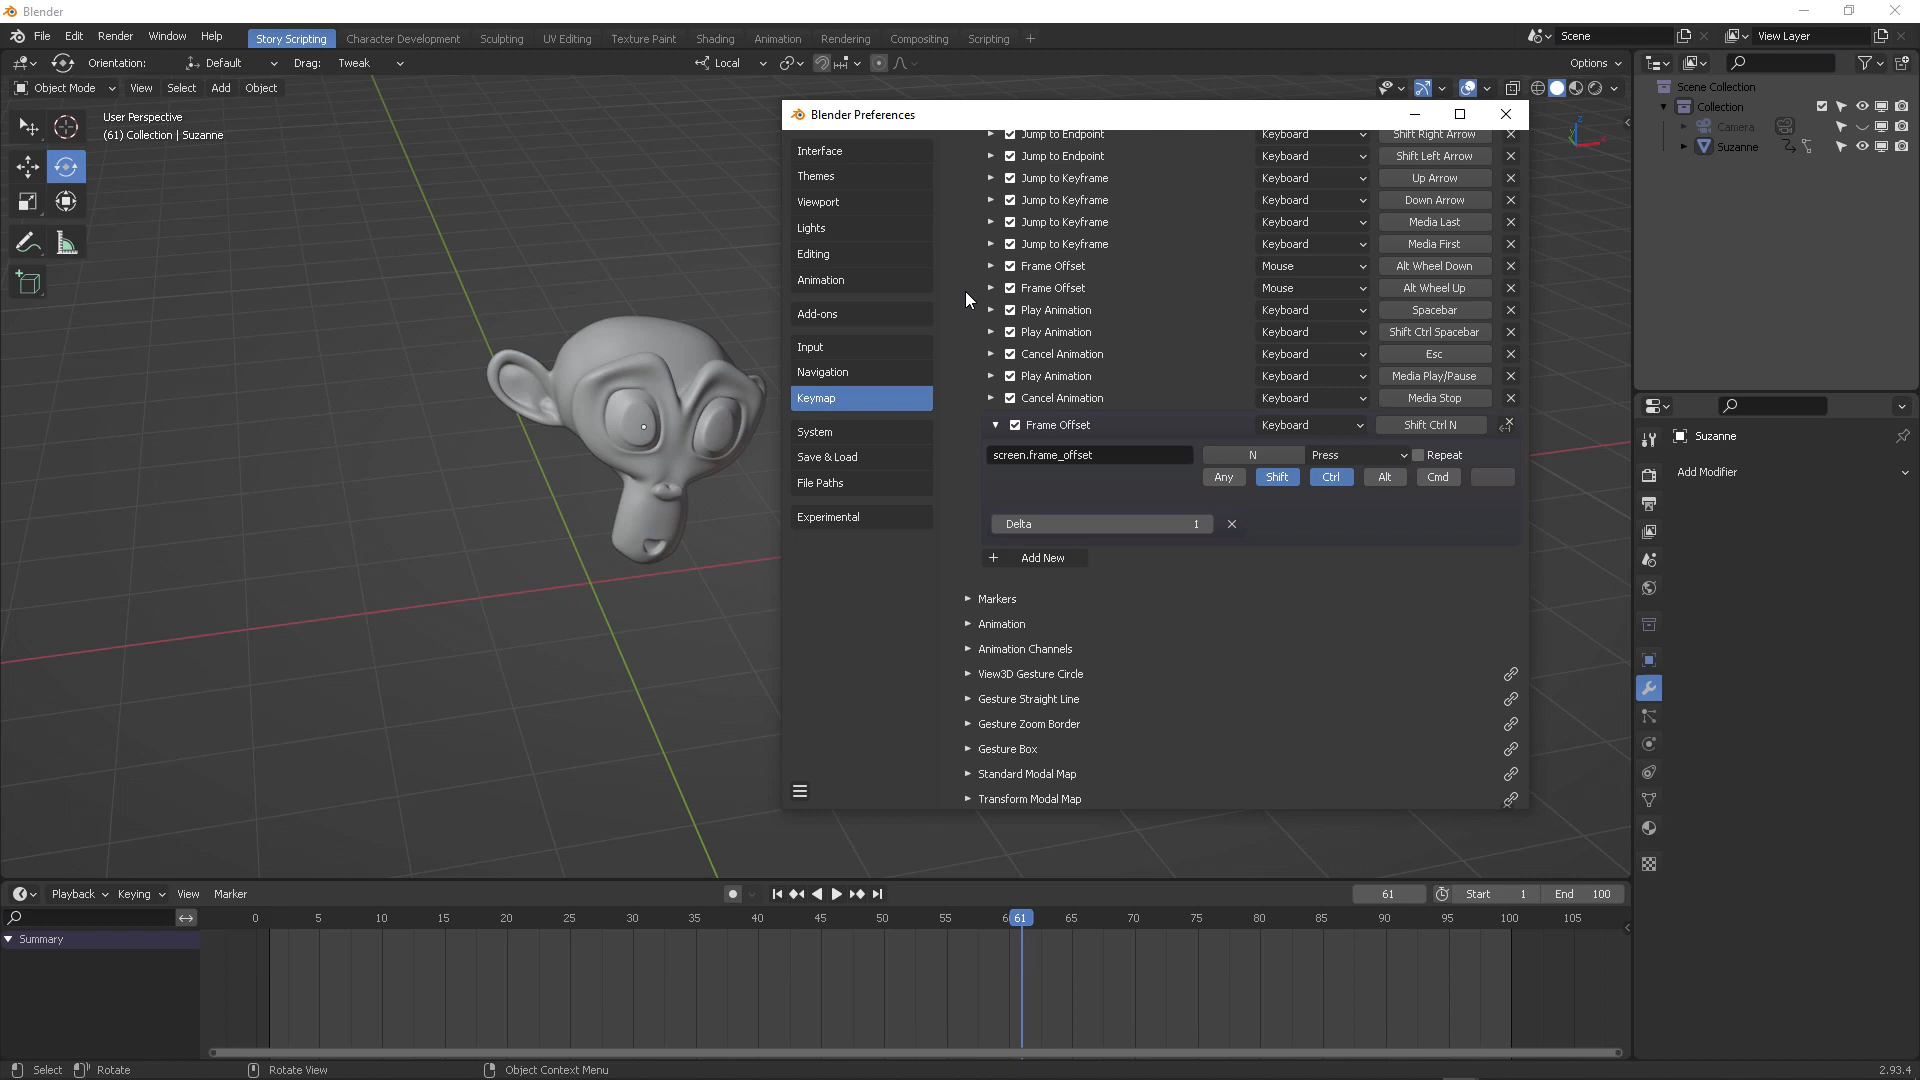 Blender
File Edit Render Window Help Story Scripting Character Development Sculpting UV Editing Texture Paint Shading Animation Rendering Compositing Scripting + Scene View Layer
Orientation: Default Drag: Tweak Local Options
Object Mode View Select Add Object
User Perspective
(61) Collection | Suzanne
Scene Collection
Collection
Camera
Suzanne
Blender Preferences
Interface
Themes
Viewport
Lights
Editing
Animation
Add-ons
Input
Navigation
Keymap
System
Save & Load
File Paths
Experimental
Jump to Endpoint Keyboard Shift Right Arrow
Jump to Endpoint Keyboard Shift Left Arrow
Jump to Keyframe Keyboard Up Arrow
Jump to Keyframe Keyboard Down Arrow
Jump to Keyframe Keyboard Media Last
Jump to Keyframe Keyboard Media First
Frame Offset Mouse Alt Wheel Down
Frame Offset Mouse Alt Wheel Up
Play Animation Keyboard Spacebar
Play Animation Keyboard Shift Ctrl Spacebar
Cancel Animation Keyboard Esc
Play Animation Keyboard Media Play/Pause
Cancel Animation Keyboard Media Stop
Frame Offset Keyboard Shift Ctrl N
screen.frame_offset N Press Repeat
Any Shift Ctrl Alt Cmd
Delta 1
+ Add New
Markers
Animation
Animation Channels
View3D Gesture Circle
Gesture Straight Line
Gesture Zoom Border
Gesture Box
Standard Modal Map
Transform Modal Map
Suzanne
Add Modifier
Playback Keying View Marker 61 Start 1 End 100
0 5 10 15 20 25 30 35 40 45 50 55 6 61 65 70 75 80 85 90 95 100 105
Summary
Select Rotate Rotate View Object Context Menu 2.93.4